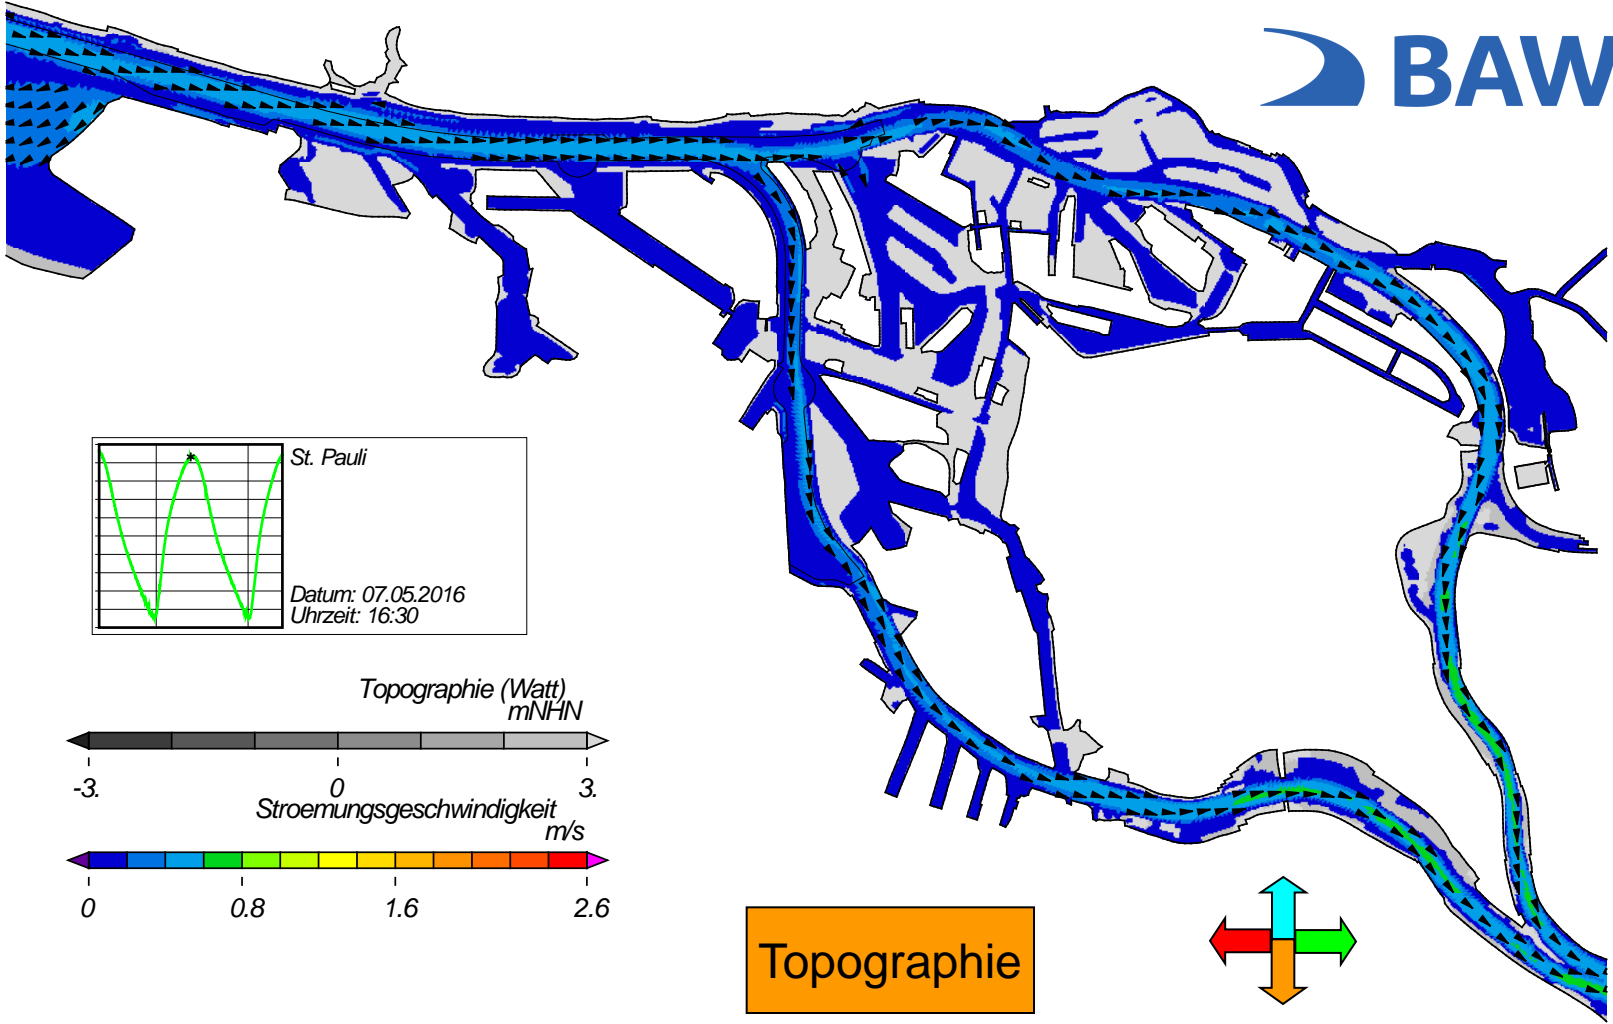 BAW
St. Pauli
Datum: 07.05.2016
Uhrzeit: 16:30
Topographie (Watt)
mNHN
-3. 0 3.
Stroemungsgeschwindigkeit
m/s
0 0.8 1.6 2.6
Topographie